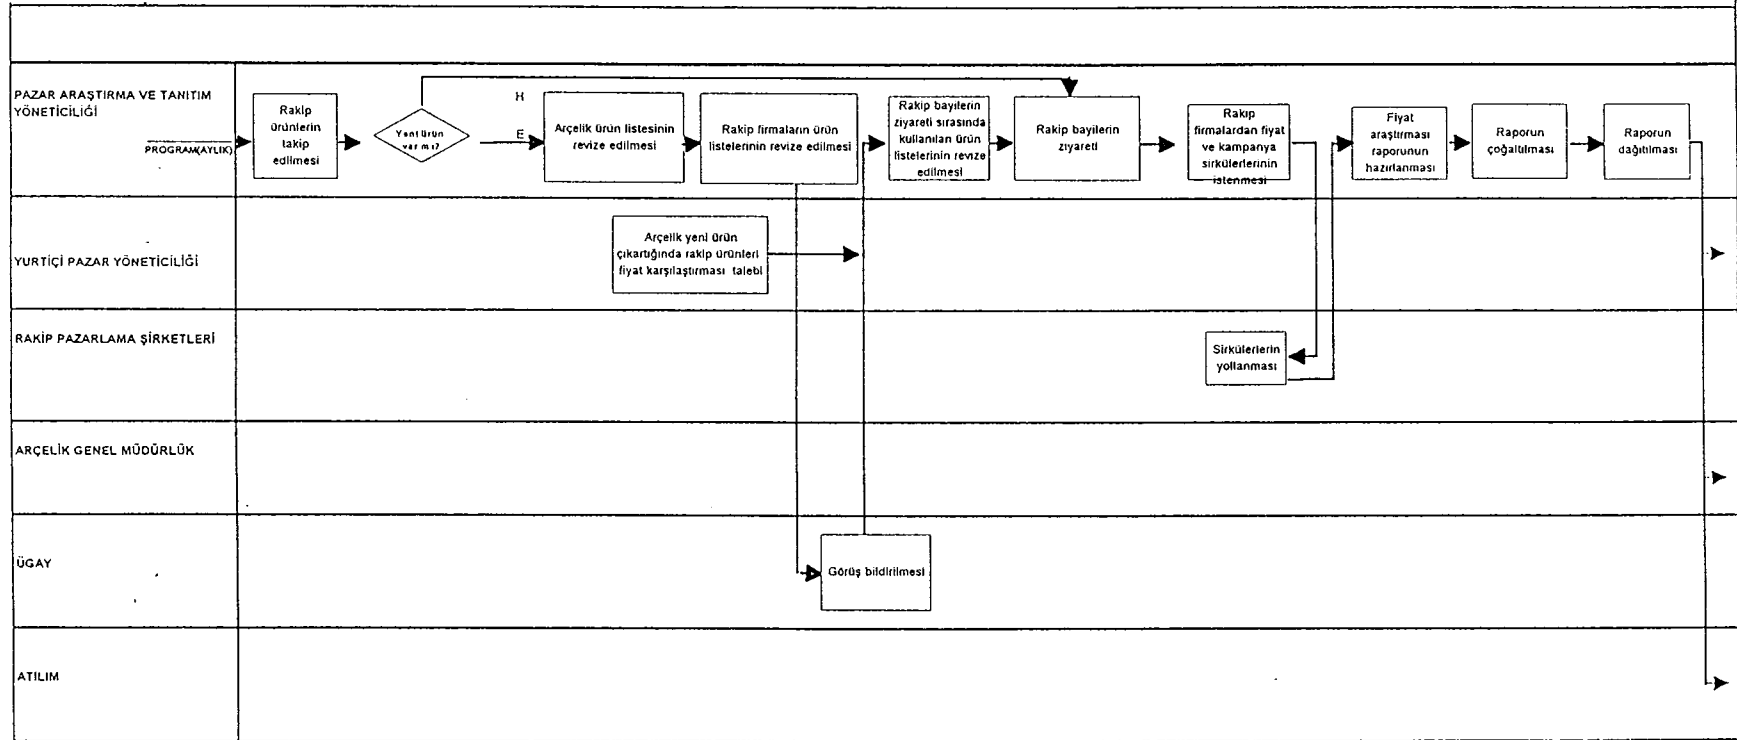 PAZAR ARAŞTIRMA VE TANITIM
YÖNETİCİLİĞİ
PROGRAM(AYLIK)
Rakip
ürünlerin
takip
edilmesi
Yeni ürün
var mı?
H
E
Arçelik ürün listesinin
revize edilmesi
Rakip firmaların ürün
listelerinin revize edilmesi
Rakip bayilerin
ziyareti sırasında
kullanılan ürün
listelerinin revize
edilmesi
Rakip bayilerin
ziyareti
Rakip
firmalardan fiyat
ve kampanya
sirkülerlerinin
istenmesi
Fiyat
araştırması
raporunun
hazırlanması
Raporun
çoğaltılması
Raporun
dağıtılması
YURTİÇİ PAZAR YÖNETİCİLİĞİ
Arçelik yeni ürün
çıkartığında rakip ürünleri
fiyat karşılaştırması talebi
RAKİP PAZARLAMA ŞİRKETLERİ
Sirkülerlerin
yollanması
ARÇELİK GENEL MÜDÜRLÜK
ÜGAY
Görüş bildirilmesi
ATILIM